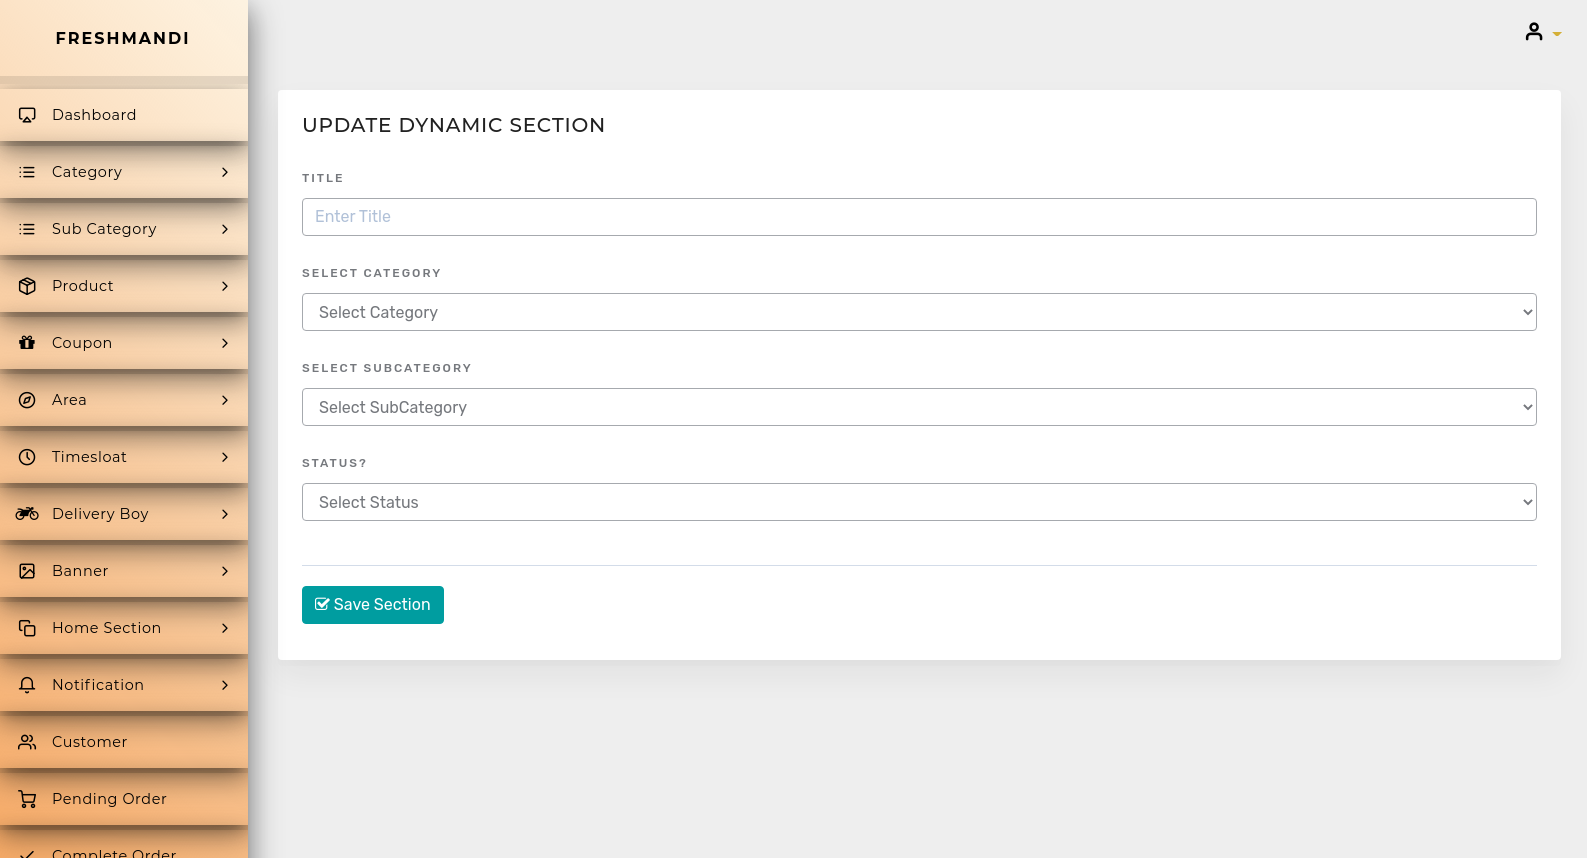 FRESHMANDI
Dashboard
Category
Sub Category
Product
Coupon
Area
Timesloat
Delivery Boy
Banner
Home Section
Notification
Customer
Pending Order
Complete Order
UPDATE DYNAMIC SECTION
TITLE
Enter Title
SELECT CATEGORY
Select Category
SELECT SUBCATEGORY
Select SubCategory
STATUS?
Select Status
Save Section